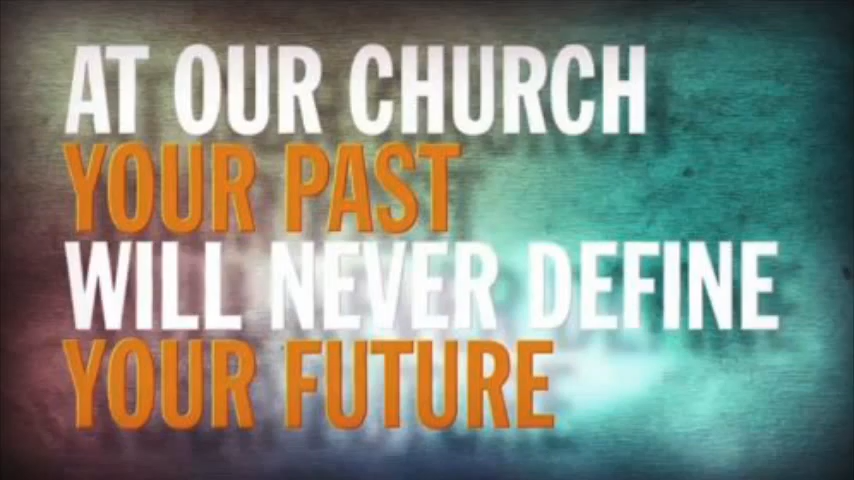 AT OUR CHURCH
YOUR PAST
WILL NEVER DEFINE
YOUR FUTURE